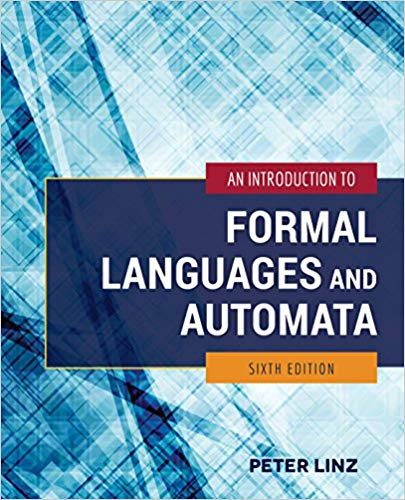 AN INTRODUCTION TO
FORMAL
LANGUAGES AND
AUTOMATA
SIXTH EDITION
PETER LINZ